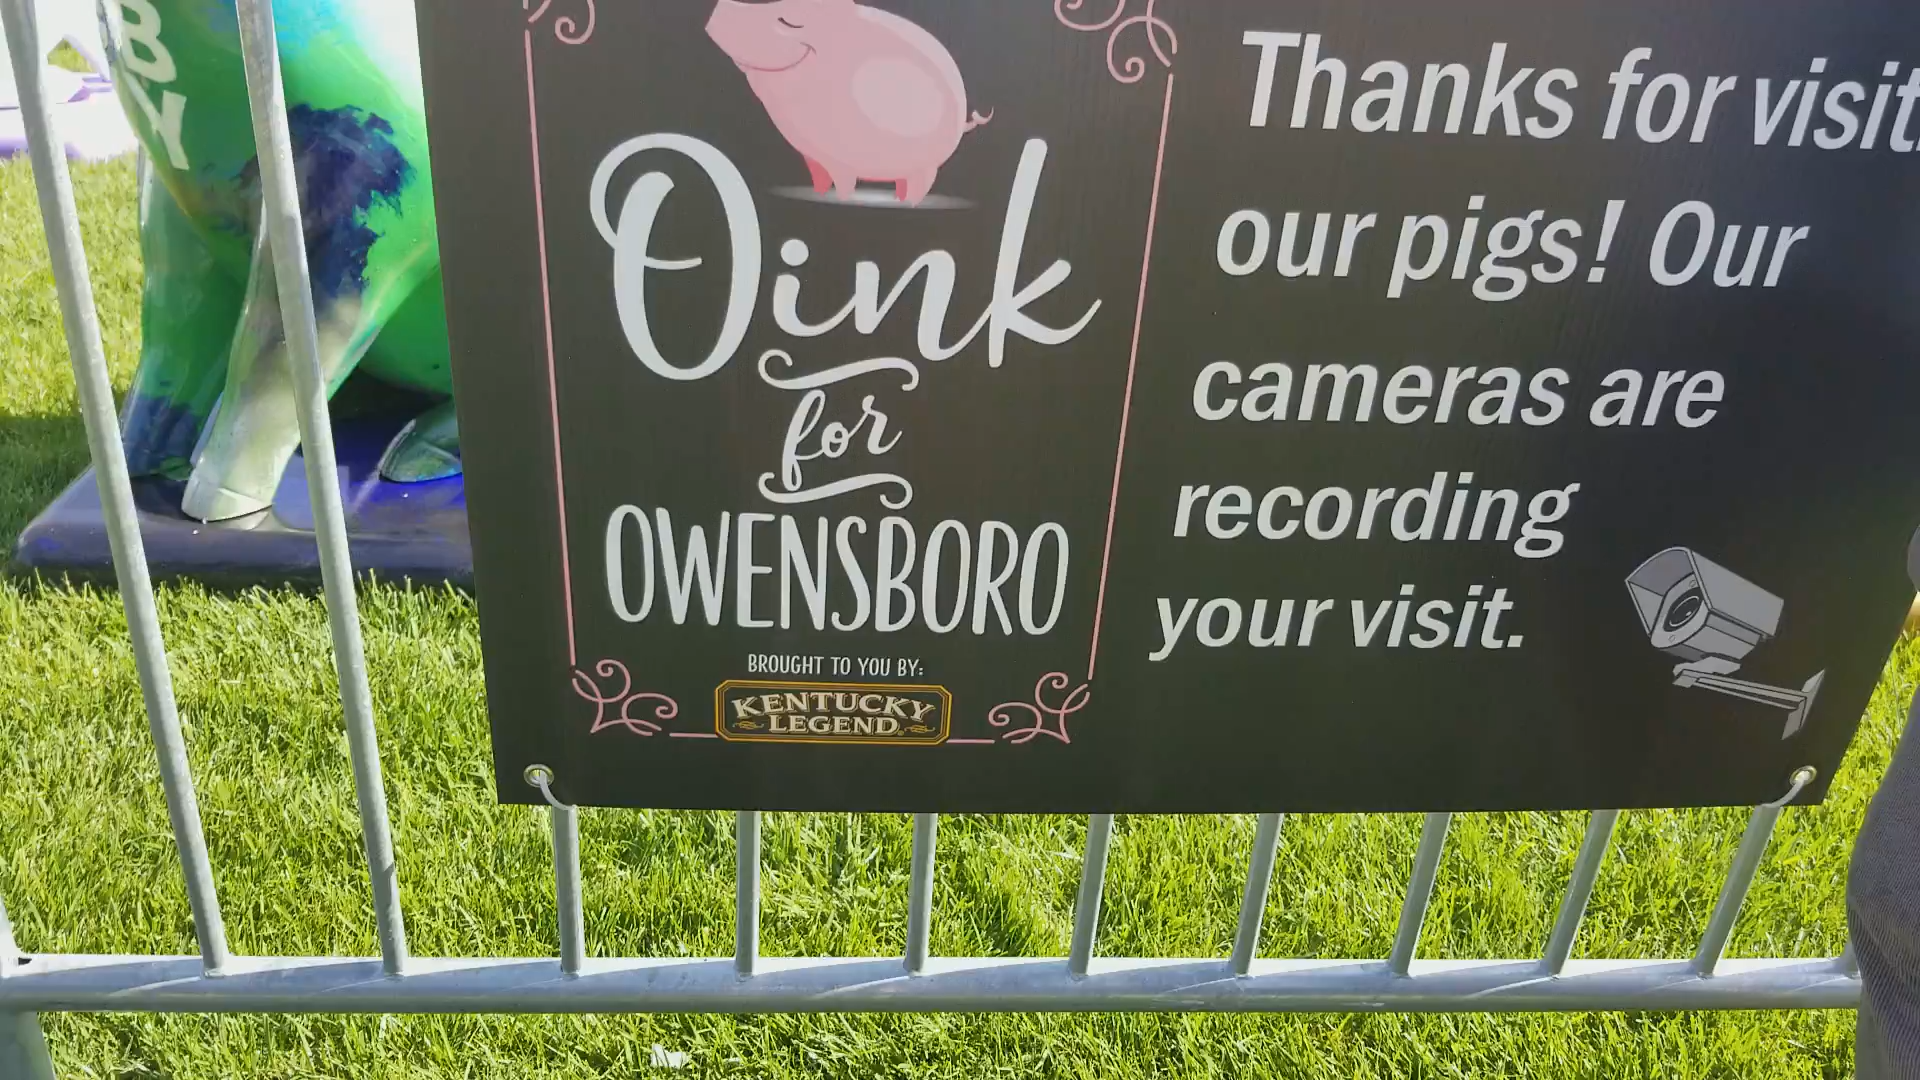 BY
Oink
for
OWENSBORO
BROUGHT TO YOU BY:
KENTUCKY
LEGEND
Thanks for
our pigs! Our
cameras are
recording
your visit.